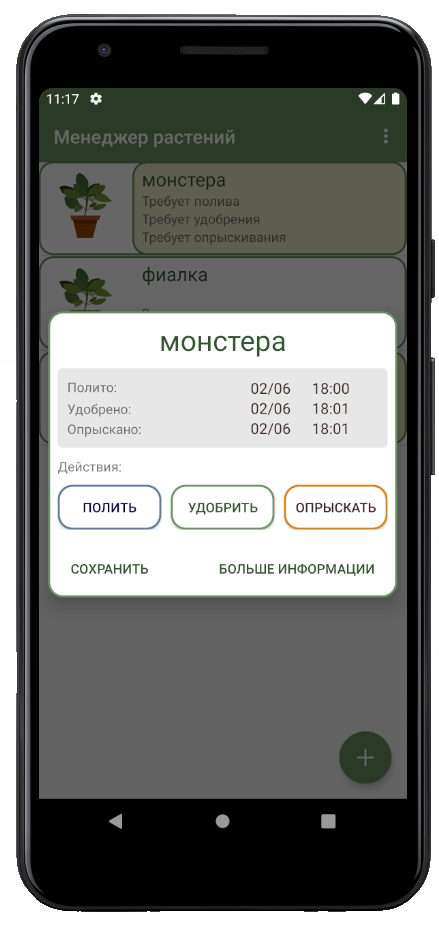 11:17
Менеджер растений
монстера
Требует полива
Требует удобрения
Требует опрыскивания
фиалка
монстера
Полито: 02/06 18:00
Удобрено: 02/06 18:01
Опрыскано: 02/06 18:01
Действия:
ПОЛИТЬ УДОБРИТЬ ОПРЫСКАТЬ
СОХРАНИТЬ БОЛЬШЕ ИНФОРМАЦИИ